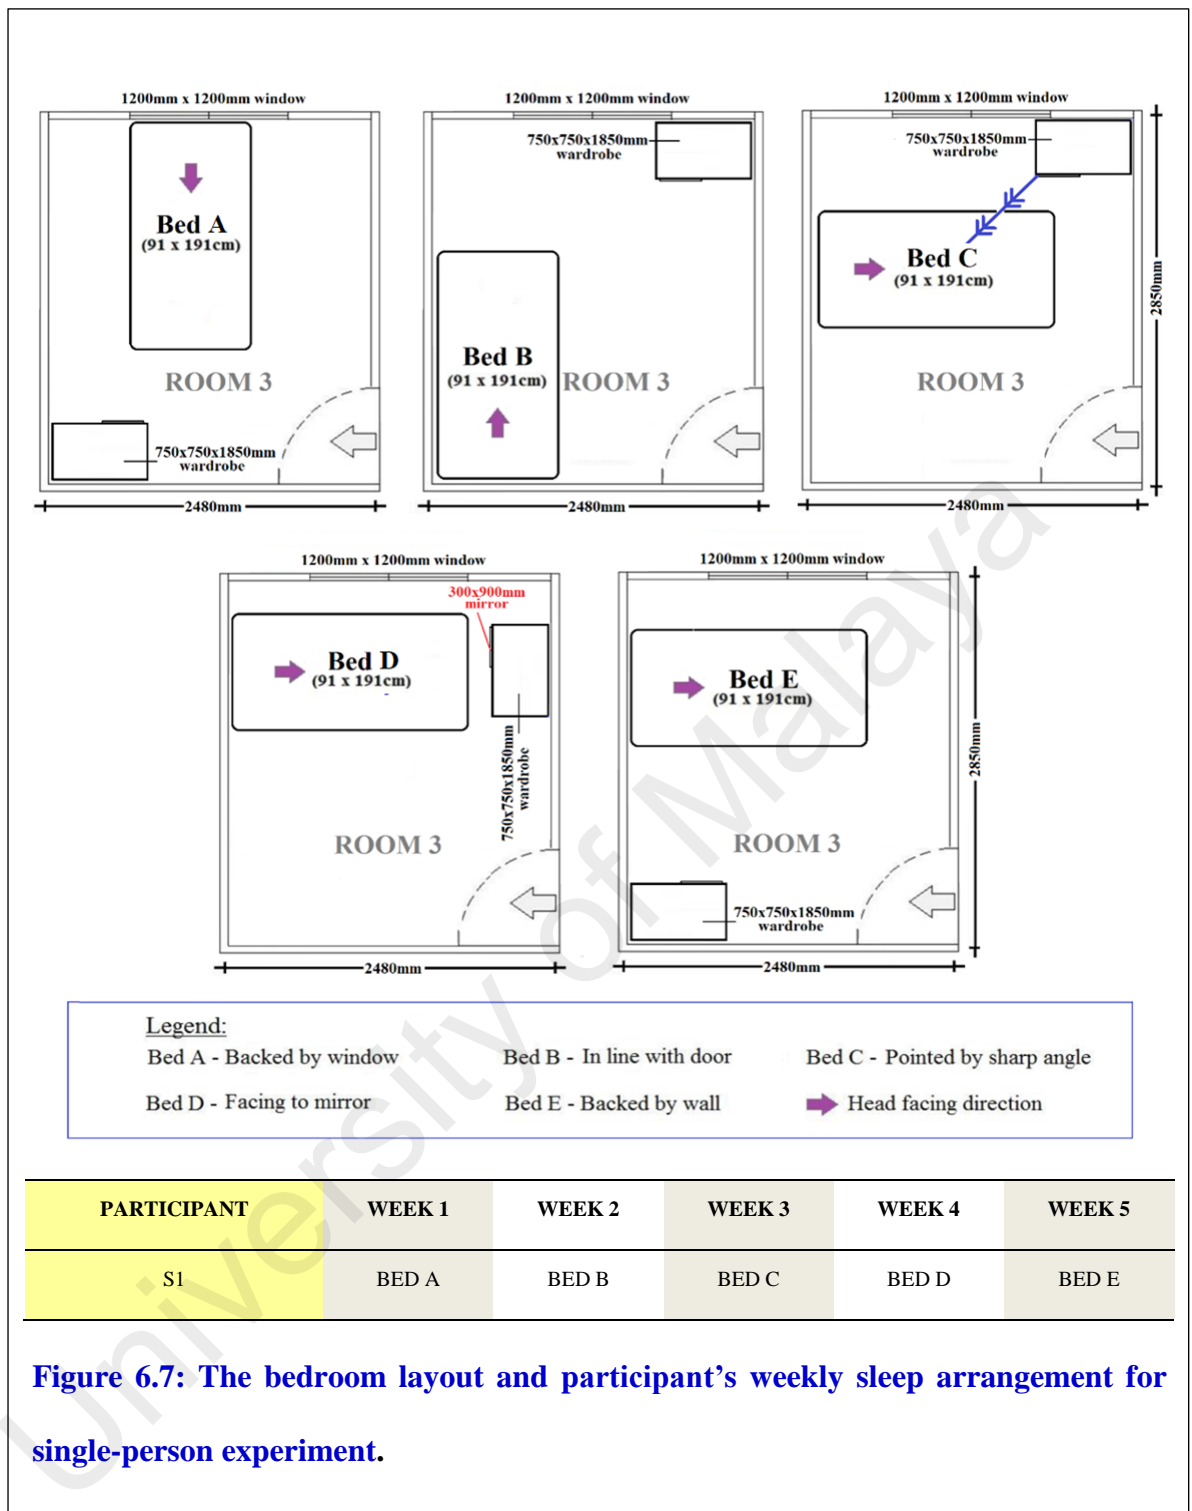 1200mm x 1200mm window
Bed A
(91 x 191cm)
ROOM 3
750x750x1850mm
wardrobe
2480mm
1200mm x 1200mm window
750x750x1850mm
wardrobe
Bed B
(91 x 191cm)
ROOM 3
2480mm
1200mm x 1200mm window
750x750x1850mm
wardrobe
Bed C
(91 x 191cm)
ROOM 3
2850mm
2480mm
1200mm x 1200mm window
300x900mm
mirror
Bed D
(91 x 191cm)
750x750x1850mm
wardrobe
ROOM 3
2480mm
1200mm x 1200mm window
Bed E
(91 x 191cm)
ROOM 3
750x750x1850mm
wardrobe
2850mm
2480mm
Legend:
Bed A - Backed by window
Bed B - In line with door
Bed C - Pointed by sharp angle
Bed D - Facing to mirror
Bed E - Backed by wall
Head facing direction
PARTICIPANT WEEK 1 WEEK 2 WEEK 3 WEEK 4 WEEK 5
S1 BED A BED B BED C BED D BED E
Figure 6.7: The bedroom layout and participant’s weekly sleep arrangement for
single-person experiment.
University of Malaya